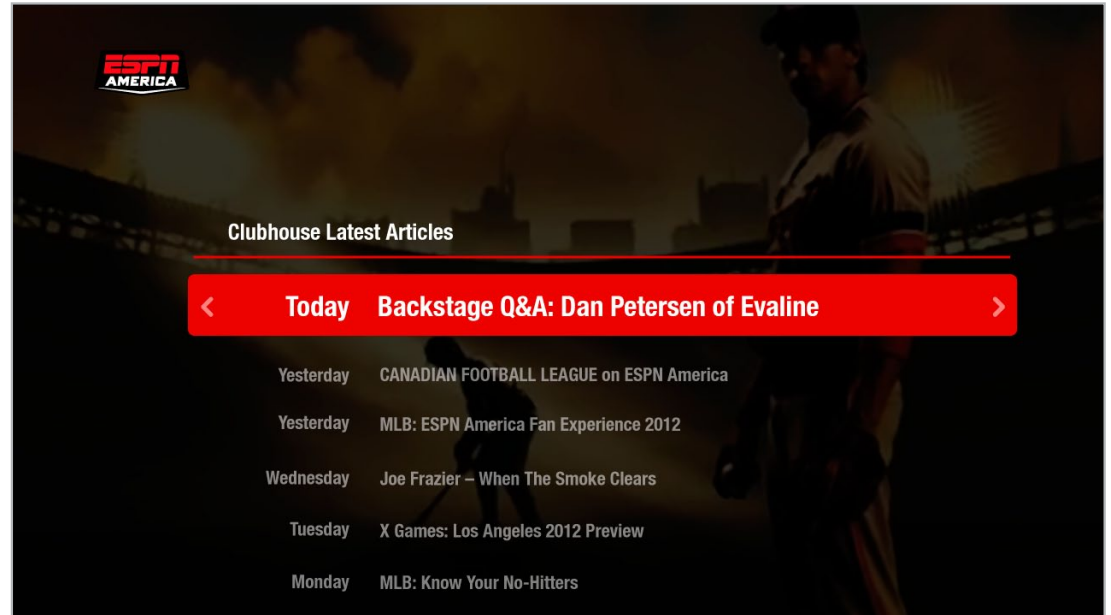 ESPN
AMERICA
Clubhouse Latest Articles
Today Backstage Q&A: Dan Petersen of Evaline
Yesterday CANADIAN FOOTBALL LEAGUE on ESPN America
Yesterday MLB: ESPN America Fan Experience 2012
Wednesday Joe Frazier – When The Smoke Clears
Tuesday X Games: Los Angeles 2012 Preview
Monday MLB: Know Your No-Hitters